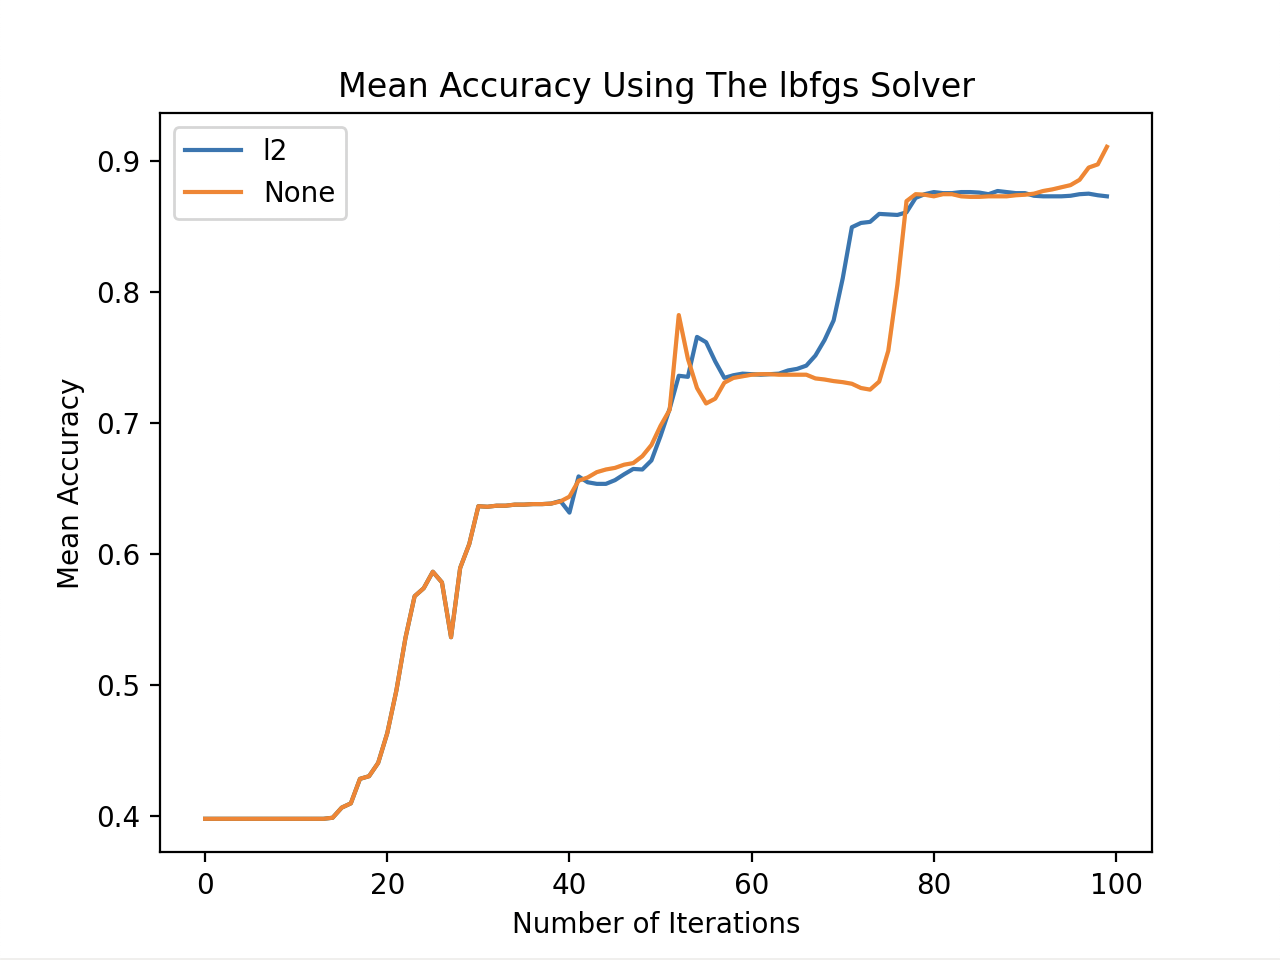 Mean Accuracy Using The lbfgs Solver
l2
None
0.9
0.8
0.7
0.6
0.5
0.4
Mean Accuracy
0 20 40 60 80 100
Number of Iterations